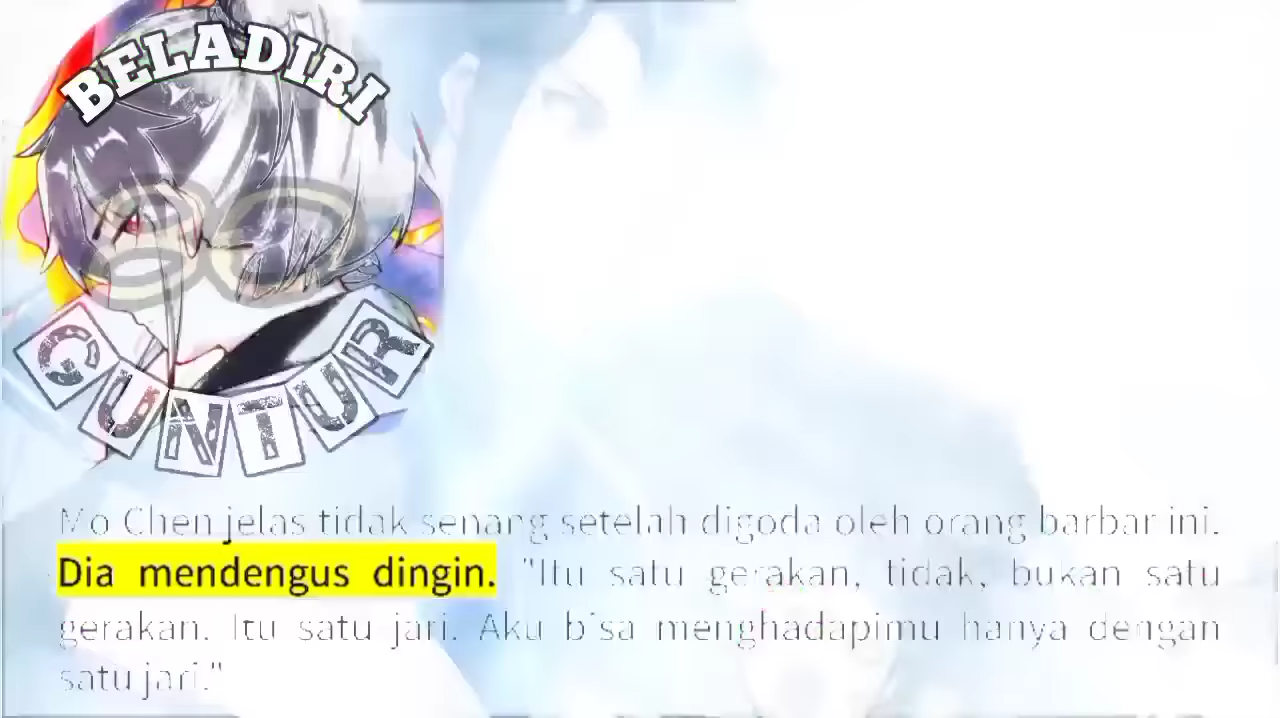 BELADIRI
GUNTUR
Mo Chen jelas tidak senang setelah digoda oleh orang barbar ini.
Dia mendengus dingin. "Itu satu gerakan, tidak, bukan satu
gerakan. Itu satu jari. Aku bisa menghadapimu hanya dengan
satu jari."